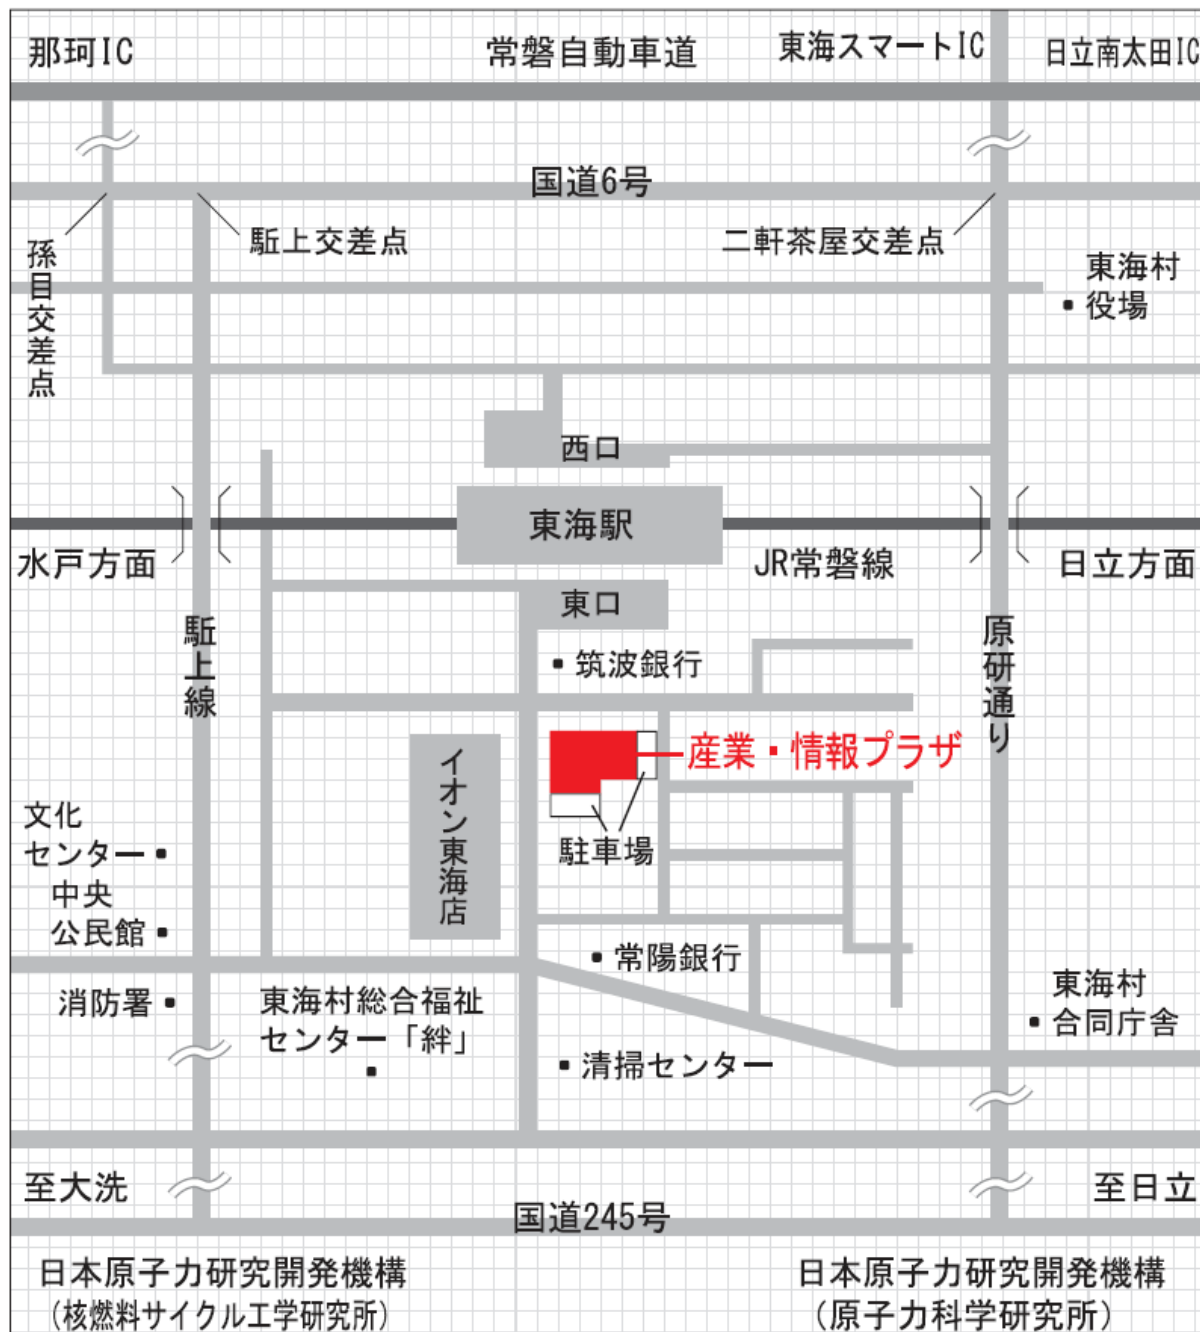 那珂IC
常磐自動車道
東海スマートIC
日立南太田IC
国道6号
孫目交差点
駈上交差点
二軒茶屋交差点
東海村
役場
西口
東海駅
水戸方面
JR常磐線
日立方面
東口
駈上線
原研通り
筑波銀行
産業・情報プラザ
イオン東海店
駐車場
文化
センター
中央
公民館
常陽銀行
消防署
東海村総合福祉
センター「絆」
東海村
合同庁舎
清掃センター
至大洗
至日立
国道245号
日本原子力研究開発機構
(核燃料サイクル工学研究所)
日本原子力研究開発機構
(原子力科学研究所)